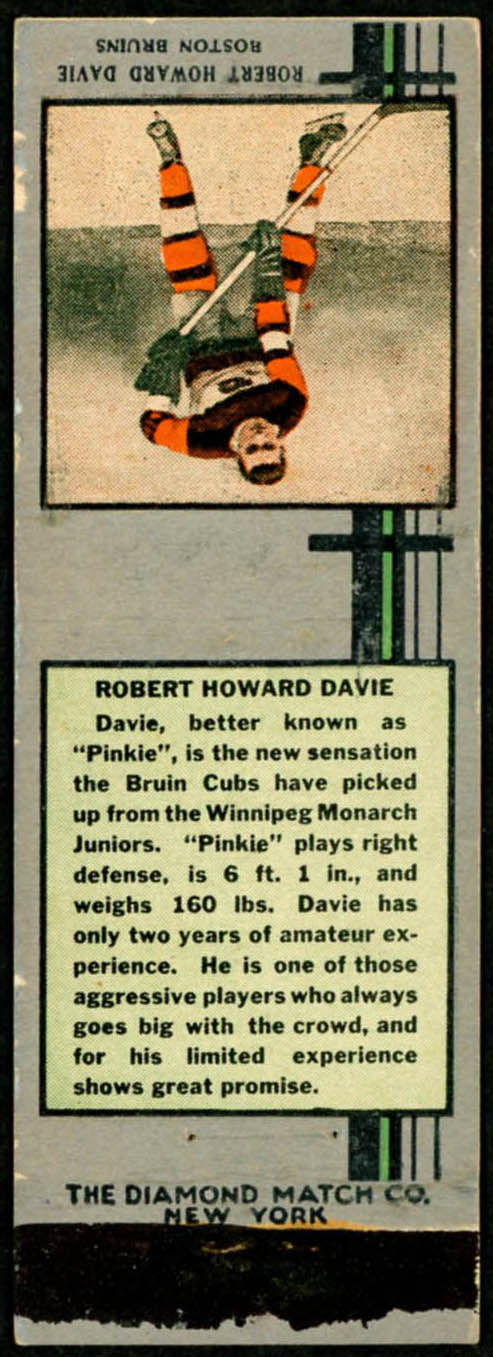 ROBERT HOWARD DAVIE
BOSTON BRUINS
ROBERT HOWARD DAVIE
Davie, better known as
"Pinkie", is the new sensation
the Bruin Cubs have picked
up from the Winnipeg Monarch
Juniors. "Pinkie" plays right
defense, is 6 ft. 1 in., and
weighs 160 lbs. Davie has
only two years of amateur ex-
perience. He is one of those
aggressive players who always
goes big with the crowd, and
for his limited experience
shows great promise.
THE DIAMOND MATCH CO.
NEW YORK